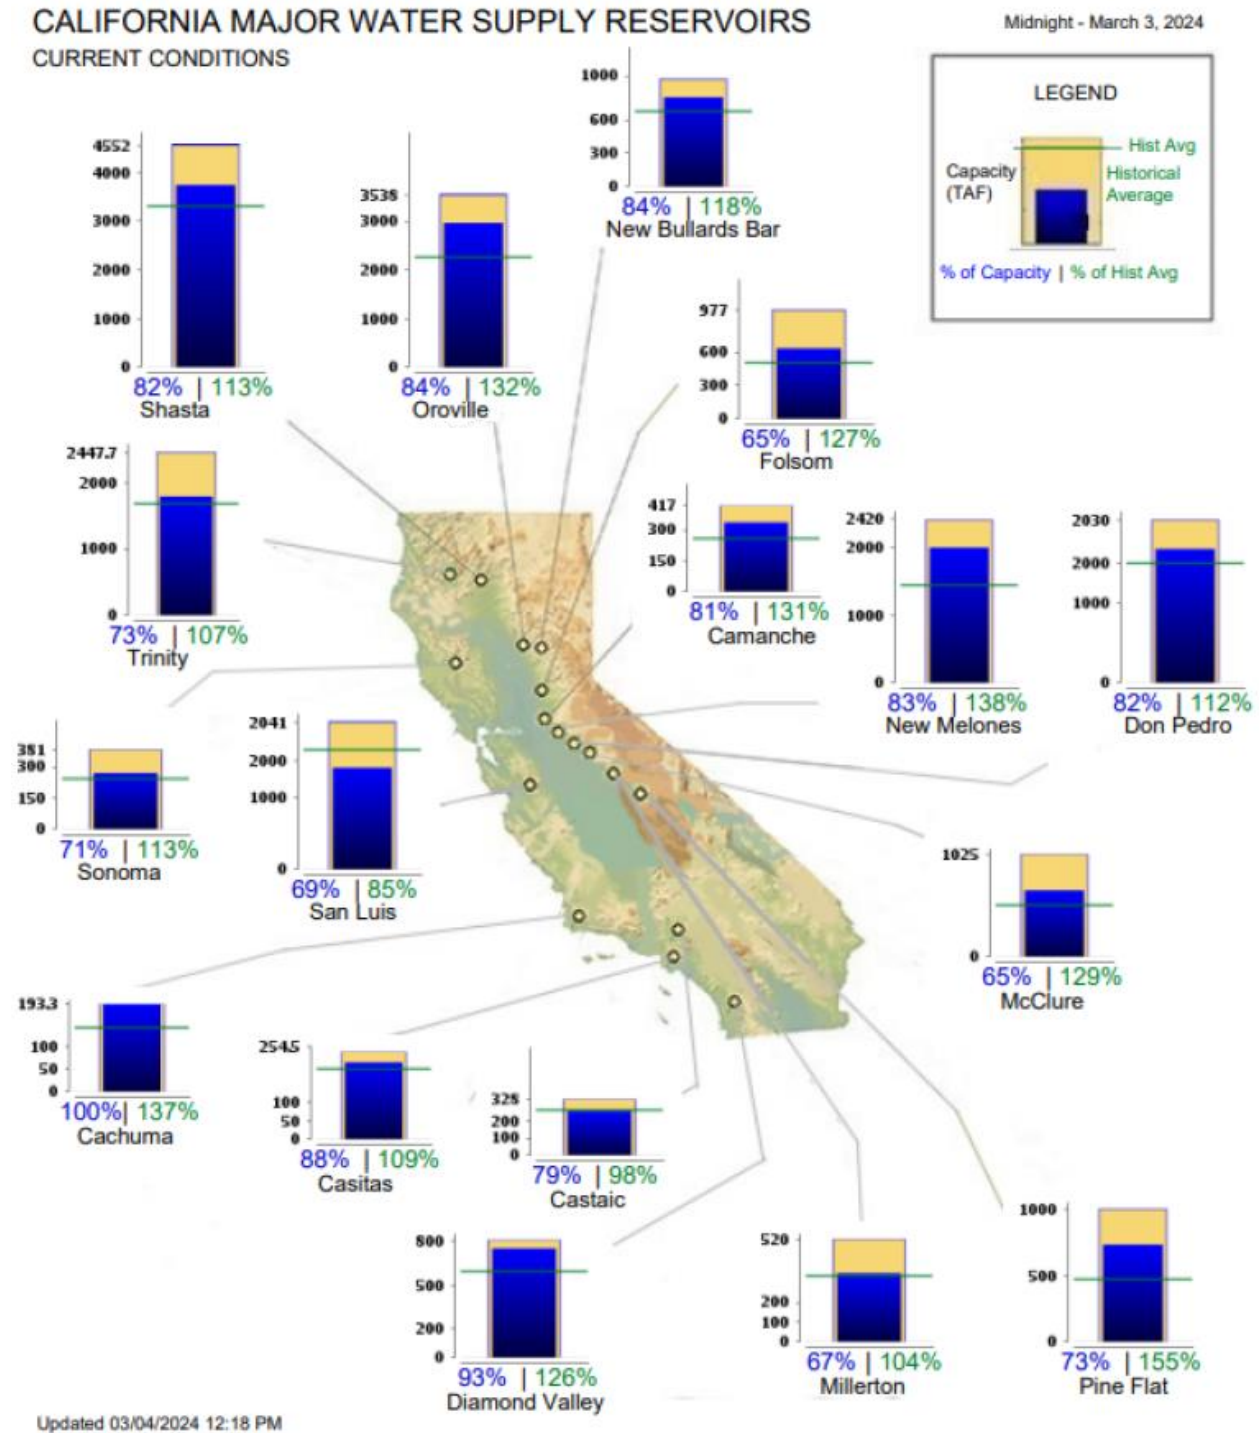 CALIFORNIA MAJOR WATER SUPPLY RESERVOIRS
CURRENT CONDITIONS
Midnight - March 3, 2024
LEGEND
Hist Avg
Capacity
(TAF)
Historical
Average
% of Capacity | % of Hist Avg
1000
600
300
0
84% | 118%
New Bullards Bar
4552
4000
3000
2000
1000
0
82% | 113%
Shasta
3538
3000
2000
1000
0
84% | 132%
Oroville
977
600
300
0
65% | 127%
Folsom
2447.7
2000
1000
0
73% | 107%
Trinity
417
300
150
0
81% | 131%
Camanche
2420
2000
1000
0
83% | 138%
New Melones
2030
2000
1000
0
82% | 112%
Don Pedro
381
300
150
0
71% | 113%
Sonoma
2041
2000
1000
0
69% | 85%
San Luis
1025
0
65% | 129%
McClure
193.3
100
50
0
100% | 137%
Cachuma
254.5
100
50
0
88% | 109%
Casitas
328
200
100
0
79% | 98%
Castaic
800
500
200
0
93% | 126%
Diamond Valley
520
200
100
0
67% | 104%
Millerton
1000
500
0
73% | 155%
Pine Flat
Updated 03/04/2024 12:18 PM